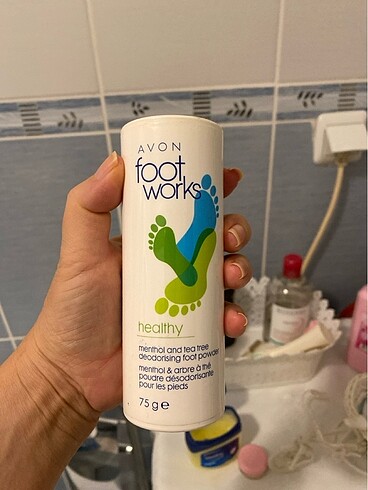 AVON
foot
works
healthy
menthol and tea tree
deodorising foot powder
menthol & arbre à thé
poudre désodorisante
pour les pieds
75 g e